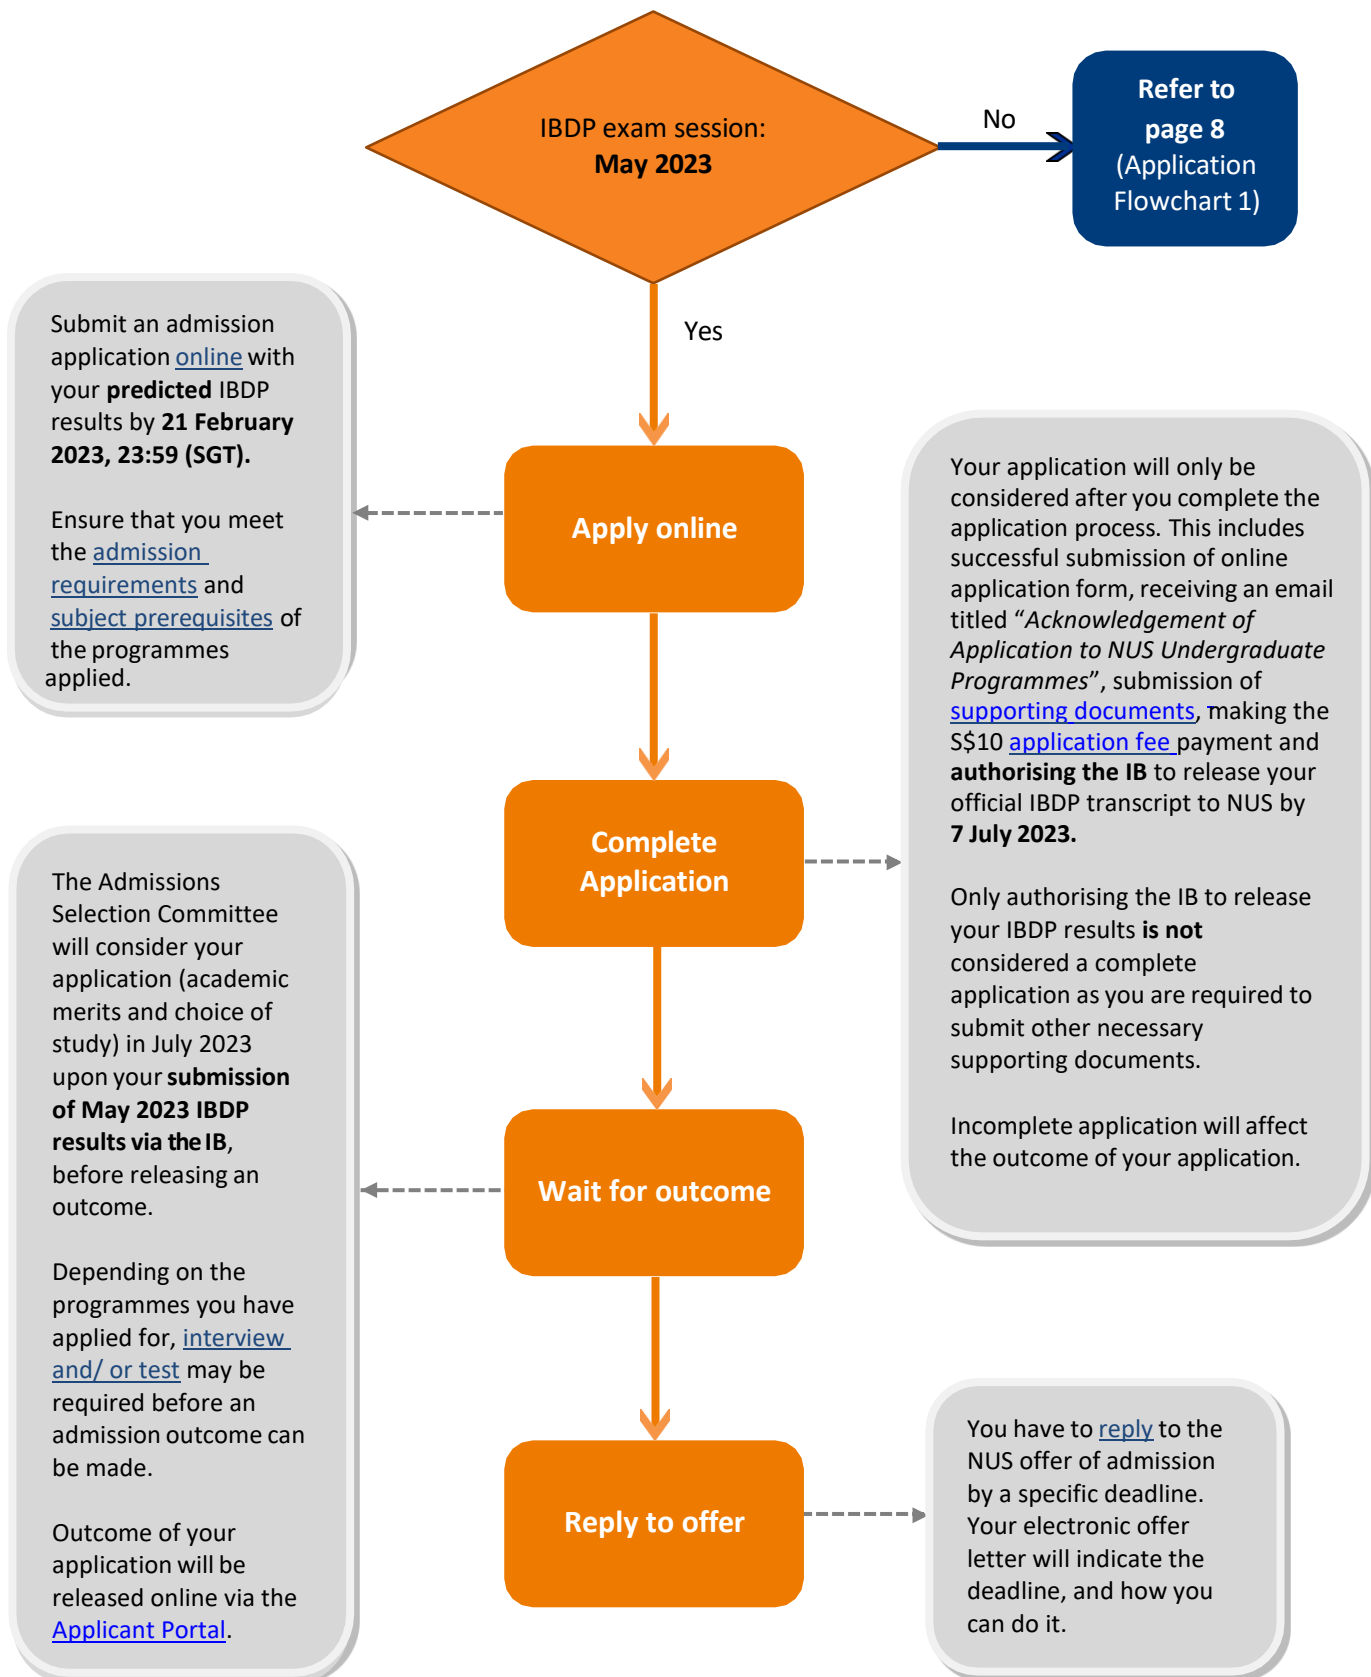 IBDP exam session:
May 2023
No
Refer to
page 8
(Application
Flowchart 1)
Yes
Submit an admission
application online with
your predicted IBDP
results by 21 February
2023, 23:59 (SGT).
Ensure that you meet
the admission
requirements and
subject prerequisites of
the programmes
applied.
Apply online
Your application will only be
considered after you complete the
application process. This includes
successful submission of online
application form, receiving an email
titled “Acknowledgement of
Application to NUS Undergraduate
Programmes”, submission of
supporting documents, making the
S$10 application fee payment and
authorising the IB to release your
official IBDP transcript to NUS by
7 July 2023.
Only authorising the IB to release
your IBDP results is not
considered a complete
application as you are required to
submit other necessary
supporting documents.
Incomplete application will affect
the outcome of your application.
Complete
Application
The Admissions
Selection Committee
will consider your
application (academic
merits and choice of
study) in July 2023
upon your submission
of May 2023 IBDP
results via the IB,
before releasing an
outcome.
Depending on the
programmes you have
applied for, interview
and/ or test may be
required before an
admission outcome can
be made.
Outcome of your
application will be
released online via the
Applicant Portal.
Wait for outcome
Reply to offer
You have to reply to the
NUS offer of admission
by a specific deadline.
Your electronic offer
letter will indicate the
deadline, and how you
can do it.